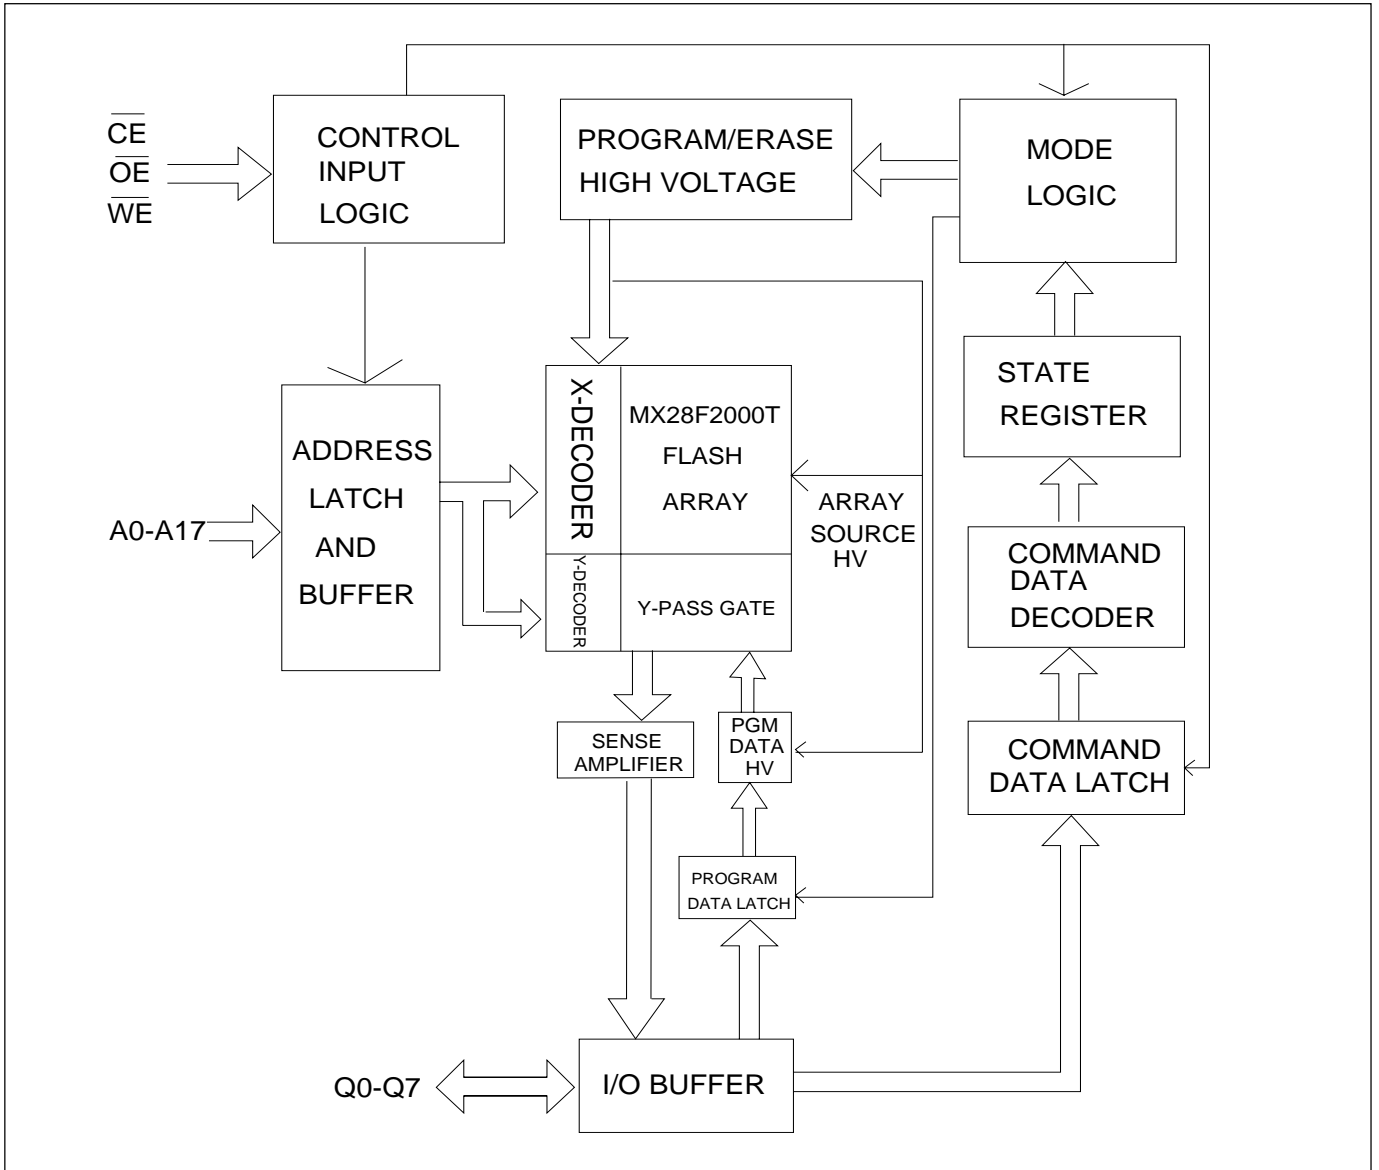 CE
OE
WE
CONTROL
INPUT
LOGIC
PROGRAM/ERASE
HIGH VOLTAGE
MODE
LOGIC
STATE
REGISTER
X-DECODER
MX28F2000T
FLASH
ARRAY
ADDRESS
LATCH
AND
BUFFER
A0-A17
ARRAY
SOURCE
HV
COMMAND
DATA
DECODER
Y-DECODER
Y-PASS GATE
SENSE
AMPLIFIER
PGM
DATA
HV
COMMAND
DATA LATCH
PROGRAM
DATA LATCH
Q0-Q7
I/O BUFFER